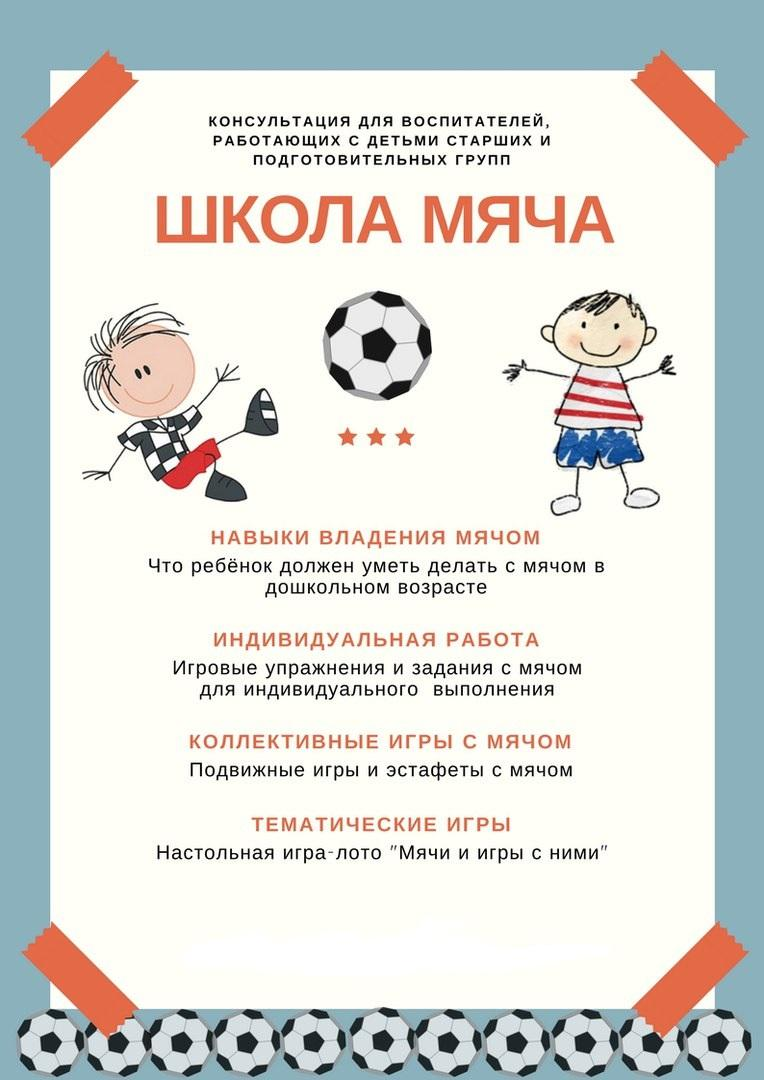 КОНСУЛЬТАЦИЯ ДЛЯ ВОСПИТАТЕЛЕЙ,
РАБОТАЮЩИХ С ДЕТЬМИ СТАРШИХ И
ПОДГОТОВИТЕЛЬНЫХ ГРУПП
ШКОЛА МЯЧА
НАВЫКИ ВЛАДЕНИЯ МЯЧОМ
Что ребёнок должен уметь делать с мячом в
дошкольном возрасте
ИНДИВИДУАЛЬНАЯ РАБОТА
Игровые упражнения и задания с мячом
для индивидуального  выполнения
КОЛЛЕКТИВНЫЕ ИГРЫ С МЯЧОМ
Подвижные игры и эстафеты с мячом
ТЕМАТИЧЕСКИЕ ИГРЫ
Настольная игра-лото "Мячи и игры с ними"